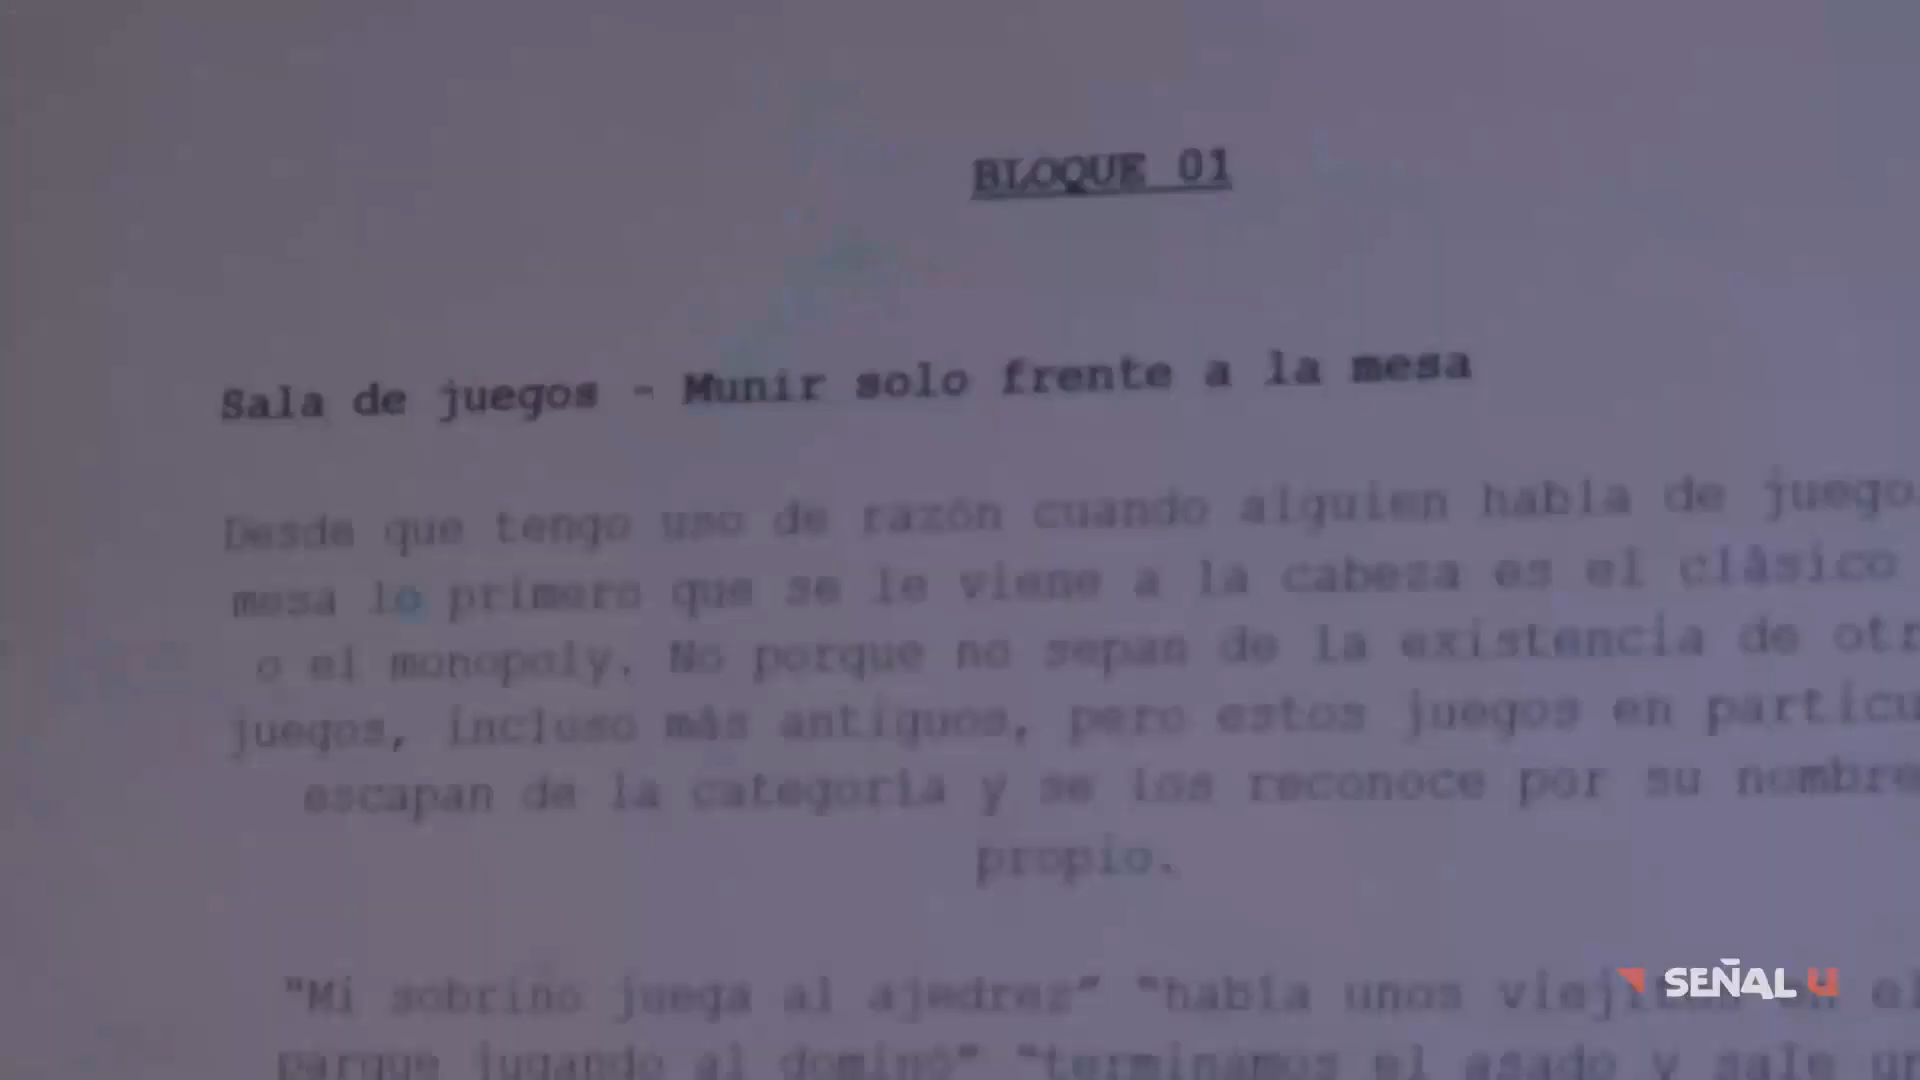 BLOQUE 01
Sala de juegos - Munir solo frente a la mesa
Desde que tengo uso de razón cuando alguien habla de juego
mesa lo primero que se le viene a la cabeza es el clásico
o el monopoly. No porque no sepan de la existencia de otr
juegos, incluso más antiguos, pero estos juegos en particu
escapan de la categoría y se los reconoce por su nombre
propio.
"Mi sobrino juega al ajedrez" "había unos viej en el
parque jugando al dominó" "terminamos el asado y sale un
SEÑAL U